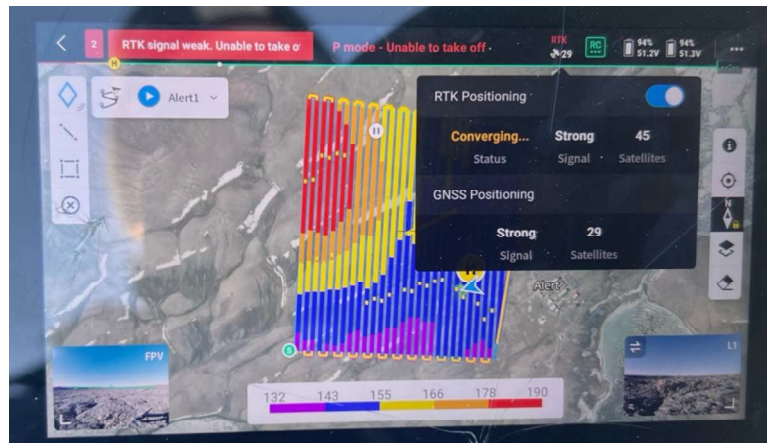 2 RTK signal weak. Unable to take o P mode - Unable to take off RTK 29 RC 94% 51.2V 94% 51.3V
H
Alert1
RTK Positioning
Converging... Strong 45
Status Signal Satellites
GNSS Positioning
Strong 29
Signal Satellites
N
H
Alert
S
FPV
L1
132 143 155 166 178 190